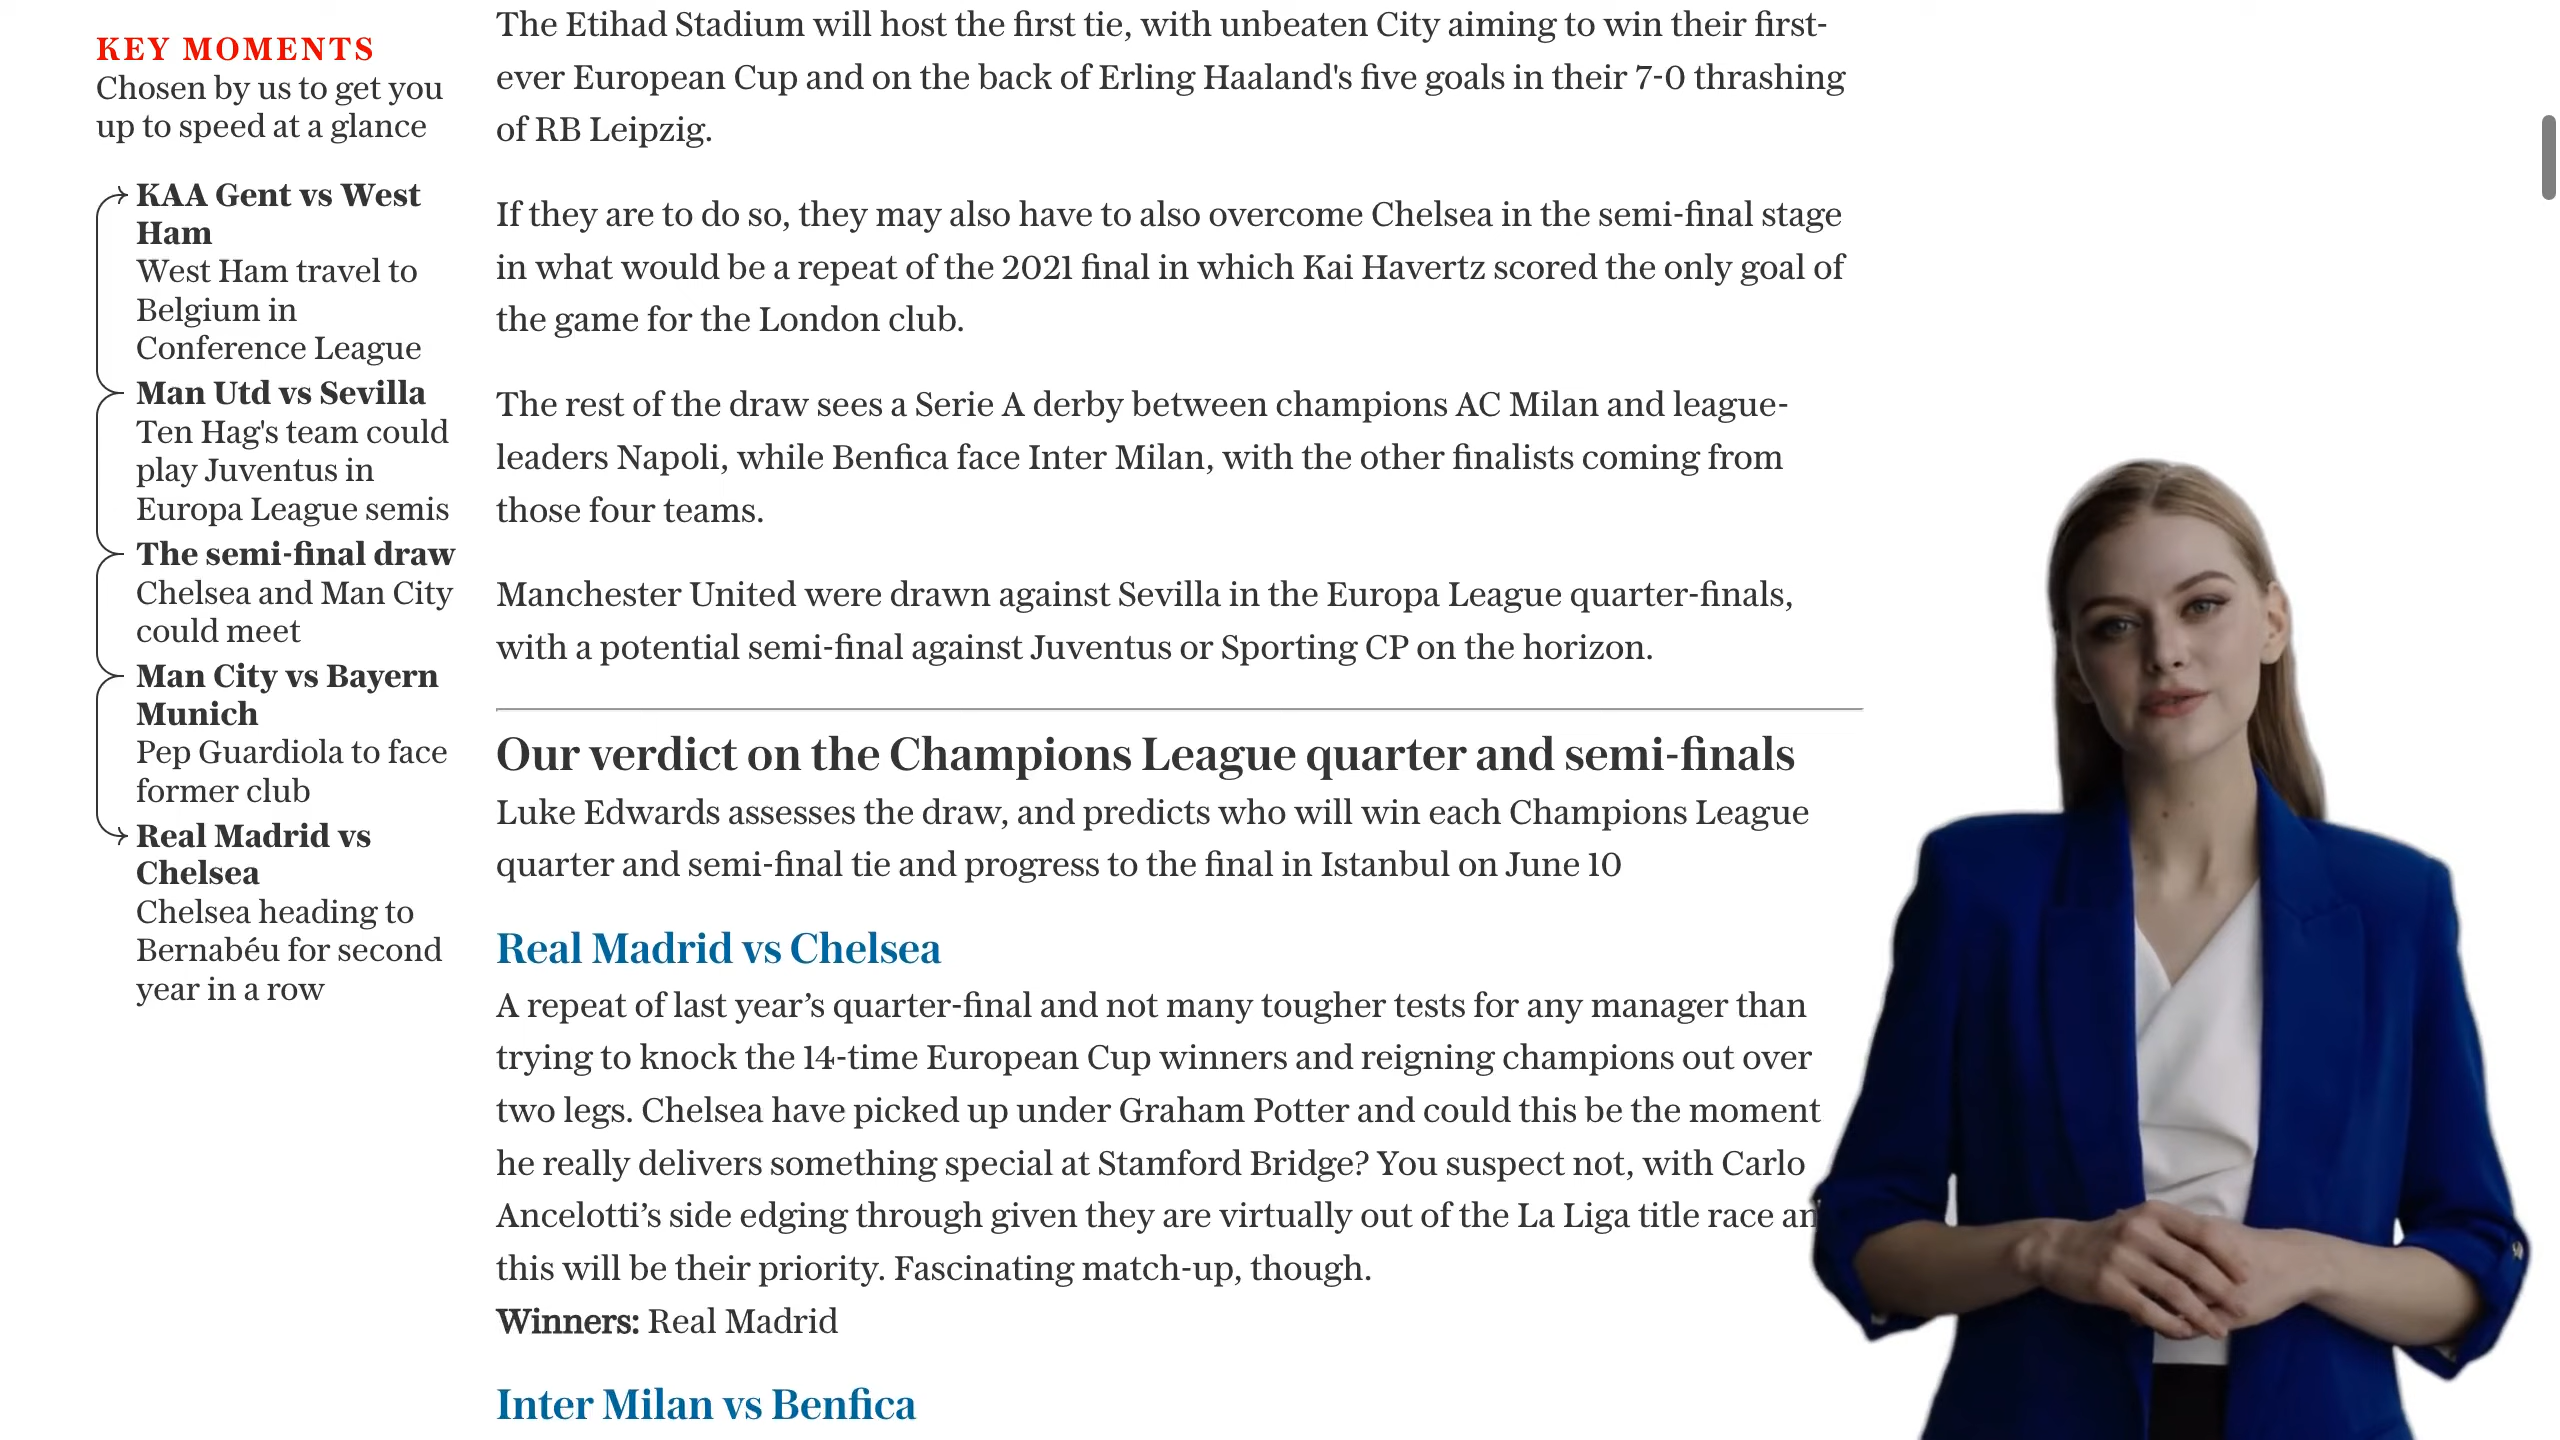 KEY MOMENTS
Chosen by us to get you
up to speed at a glance
KAA Gent vs West
Ham
West Ham travel to
Belgium in
Conference League
Man Utd vs Sevilla
Ten Hag's team could
play Juventus in
Europa League semis
The semi-final draw
Chelsea and Man City
could meet
Man City vs Bayern
Munich
Pep Guardiola to face
former club
Real Madrid vs
Chelsea
Chelsea heading to
Bernabéu for second
year in a row
The Etihad Stadium will host the first tie, with unbeaten City aiming to win their first-
ever European Cup and on the back of Erling Haaland's five goals in their 7-0 thrashing
of RB Leipzig.
If they are to do so, they may also have to also overcome Chelsea in the semi-final stage
in what would be a repeat of the 2021 final in which Kai Havertz scored the only goal of
the game for the London club.
The rest of the draw sees a Serie A derby between champions AC Milan and league-
leaders Napoli, while Benfica face Inter Milan, with the other finalists coming from
those four teams.
Manchester United were drawn against Sevilla in the Europa League quarter-finals,
with a potential semi-final against Juventus or Sporting CP on the horizon.
Our verdict on the Champions League quarter and semi-finals
Luke Edwards assesses the draw, and predicts who will win each Champions League
quarter and semi-final tie and progress to the final in Istanbul on June 10
Real Madrid vs Chelsea
A repeat of last year’s quarter-final and not many tougher tests for any manager than
trying to knock the 14-time European Cup winners and reigning champions out over
two legs. Chelsea have picked up under Graham Potter and could this be the moment
he really delivers something special at Stamford Bridge? You suspect not, with Carlo
Ancelotti’s side edging through given they are virtually out of the La Liga title race an
this will be their priority. Fascinating match-up, though.
Winners: Real Madrid
Inter Milan vs Benfica